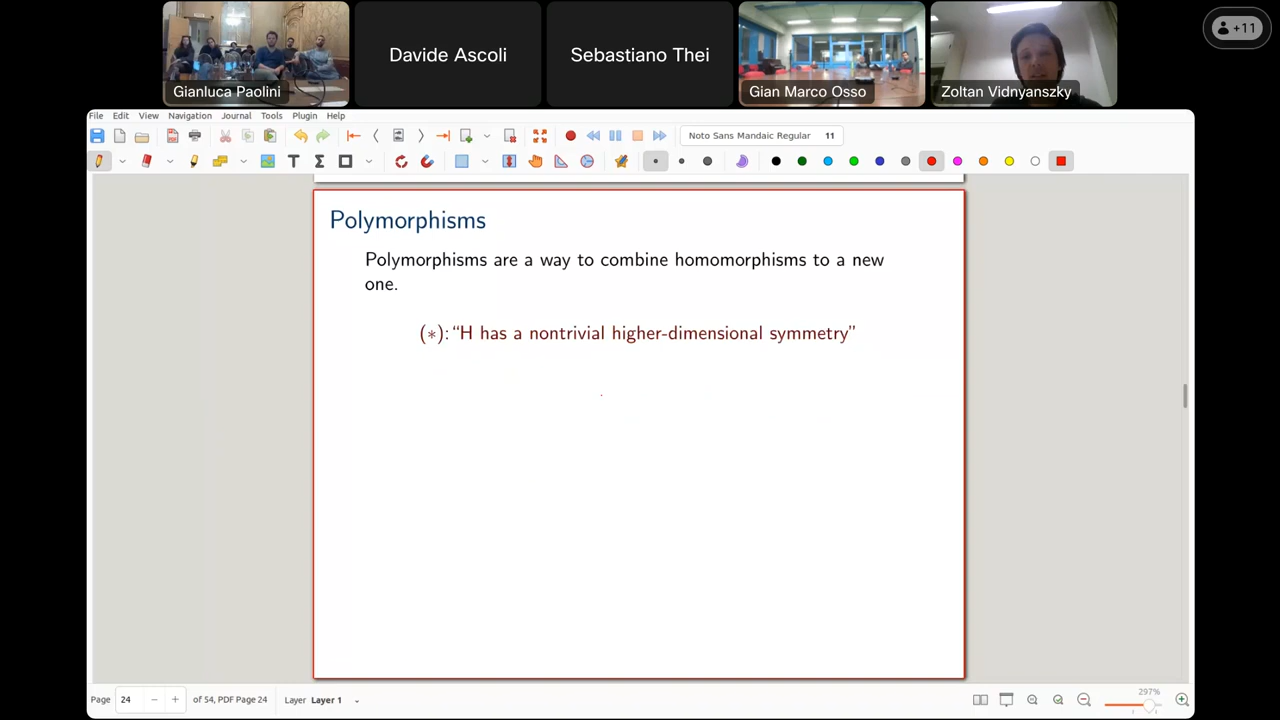 Gianluca Paolini
Davide Ascoli
Sebastiano Thei
Gian Marco Osso
Zoltan Vidnyanszky
+11
File Edit View Navigation Journal Tools Plugin Help
Noto Sans Mandaic Regular 11
Polymorphisms
Polymorphisms are a way to combine homomorphisms to a new
one.
(∗): “H has a nontrivial higher-dimensional symmetry”
Page 24 of 54, PDF Page 24 Layer Layer 1
297%